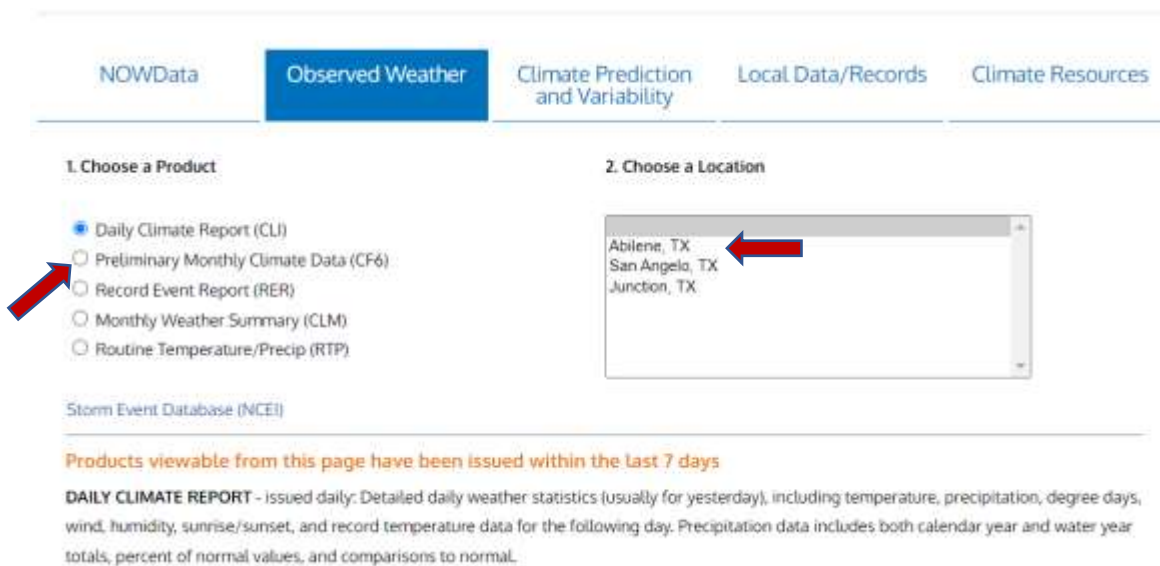 NOWData
Observed Weather
Climate Prediction
and Variability
Local Data/Records
Climate Resources
1. Choose a Product
Daily Climate Report (CLI)
Preliminary Monthly Climate Data (CF6)
Record Event Report (RER)
Monthly Weather Summary (CLM)
Routine Temperature/Precip (RTP)
2. Choose a Location
Abilene, TX
San Angelo, TX
Junction, TX
Storm Event Database (NCEI)
Products viewable from this page have been issued within the last 7 days
DAILY CLIMATE REPORT - issued daily: Detailed daily weather statistics (usually for yesterday), including temperature, precipitation, degree days,
wind, humidity, sunrise/sunset, and record temperature data for the following day. Precipitation data includes both calendar year and water year
totals, percent of normal values, and comparisons to normal.